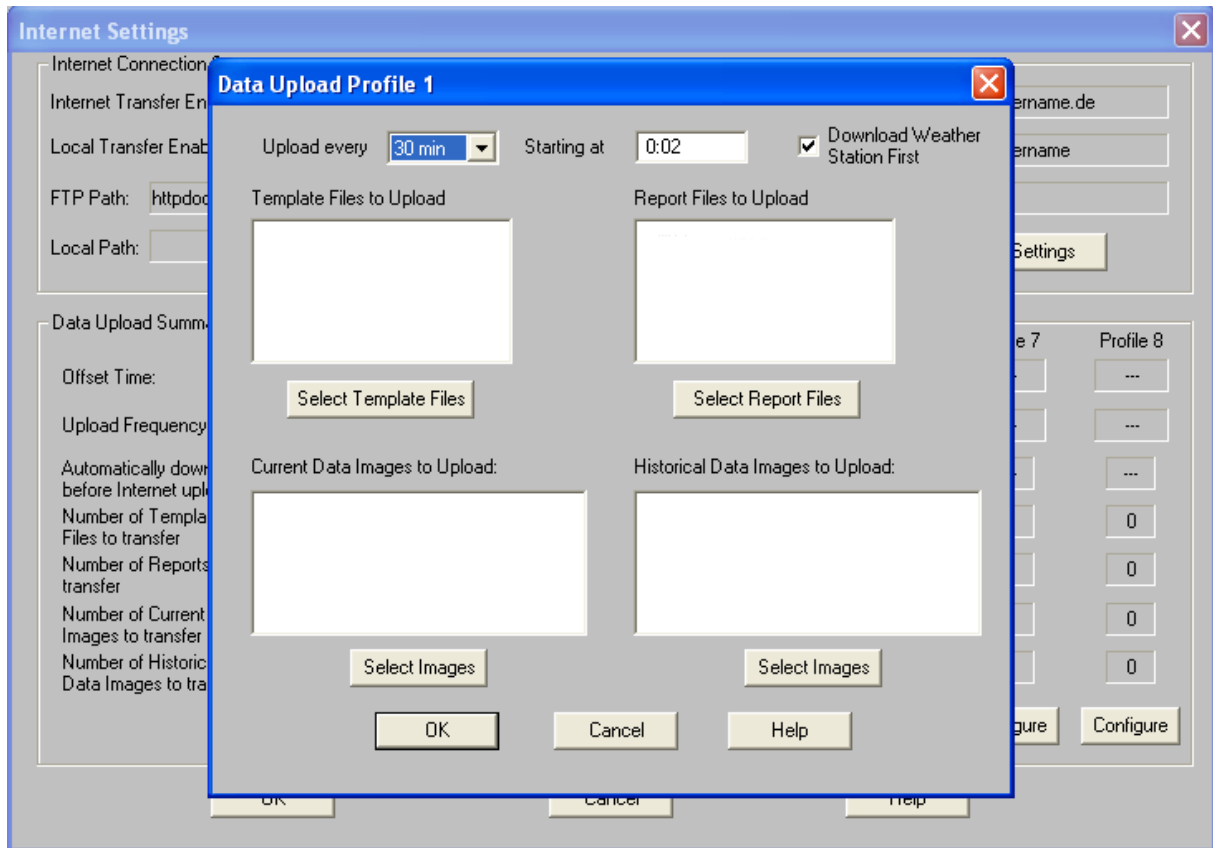 Internet Settings
Internet Connection
Internet Transfer En
ername.de
Local Transfer Enab
ername
FTP Path: httpdoc
Local Path:
Settings
Data Upload Summa
e 7
Profile 8
Offset Time:
---
Upload Frequency
---
Automatically down
before Internet uplo
---
Number of Templa
Files to transfer
0
Number of Reports
transfer
0
Number of Current
Images to transfer
0
Number of Historic
Data Images to tra
0
gure
Configure
OK
Cancel
Help
Data Upload Profile 1
Upload every 30 min Starting at 0:02
Download Weather
Station First
Template Files to Upload
Report Files to Upload
Select Template Files
Select Report Files
Current Data Images to Upload:
Historical Data Images to Upload:
Select Images
Select Images
OK
Cancel
Help